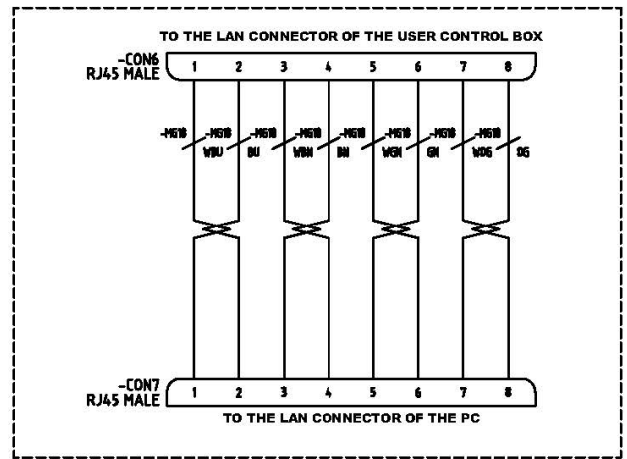 TO THE LAN CONNECTOR OF THE USER CONTROL BOX
-CON6
RJ45 MALE
1 2 3 4 5 6 7 8
-MG18 -MG18 -MG18 -MG18 -MG18 -MG18 -MG18 -MG18
WBU BU WBN BN WGN GN WOG OG
-CON7
RJ45 MALE
1 2 3 4 5 6 7 8
TO THE LAN CONNECTOR OF THE PC